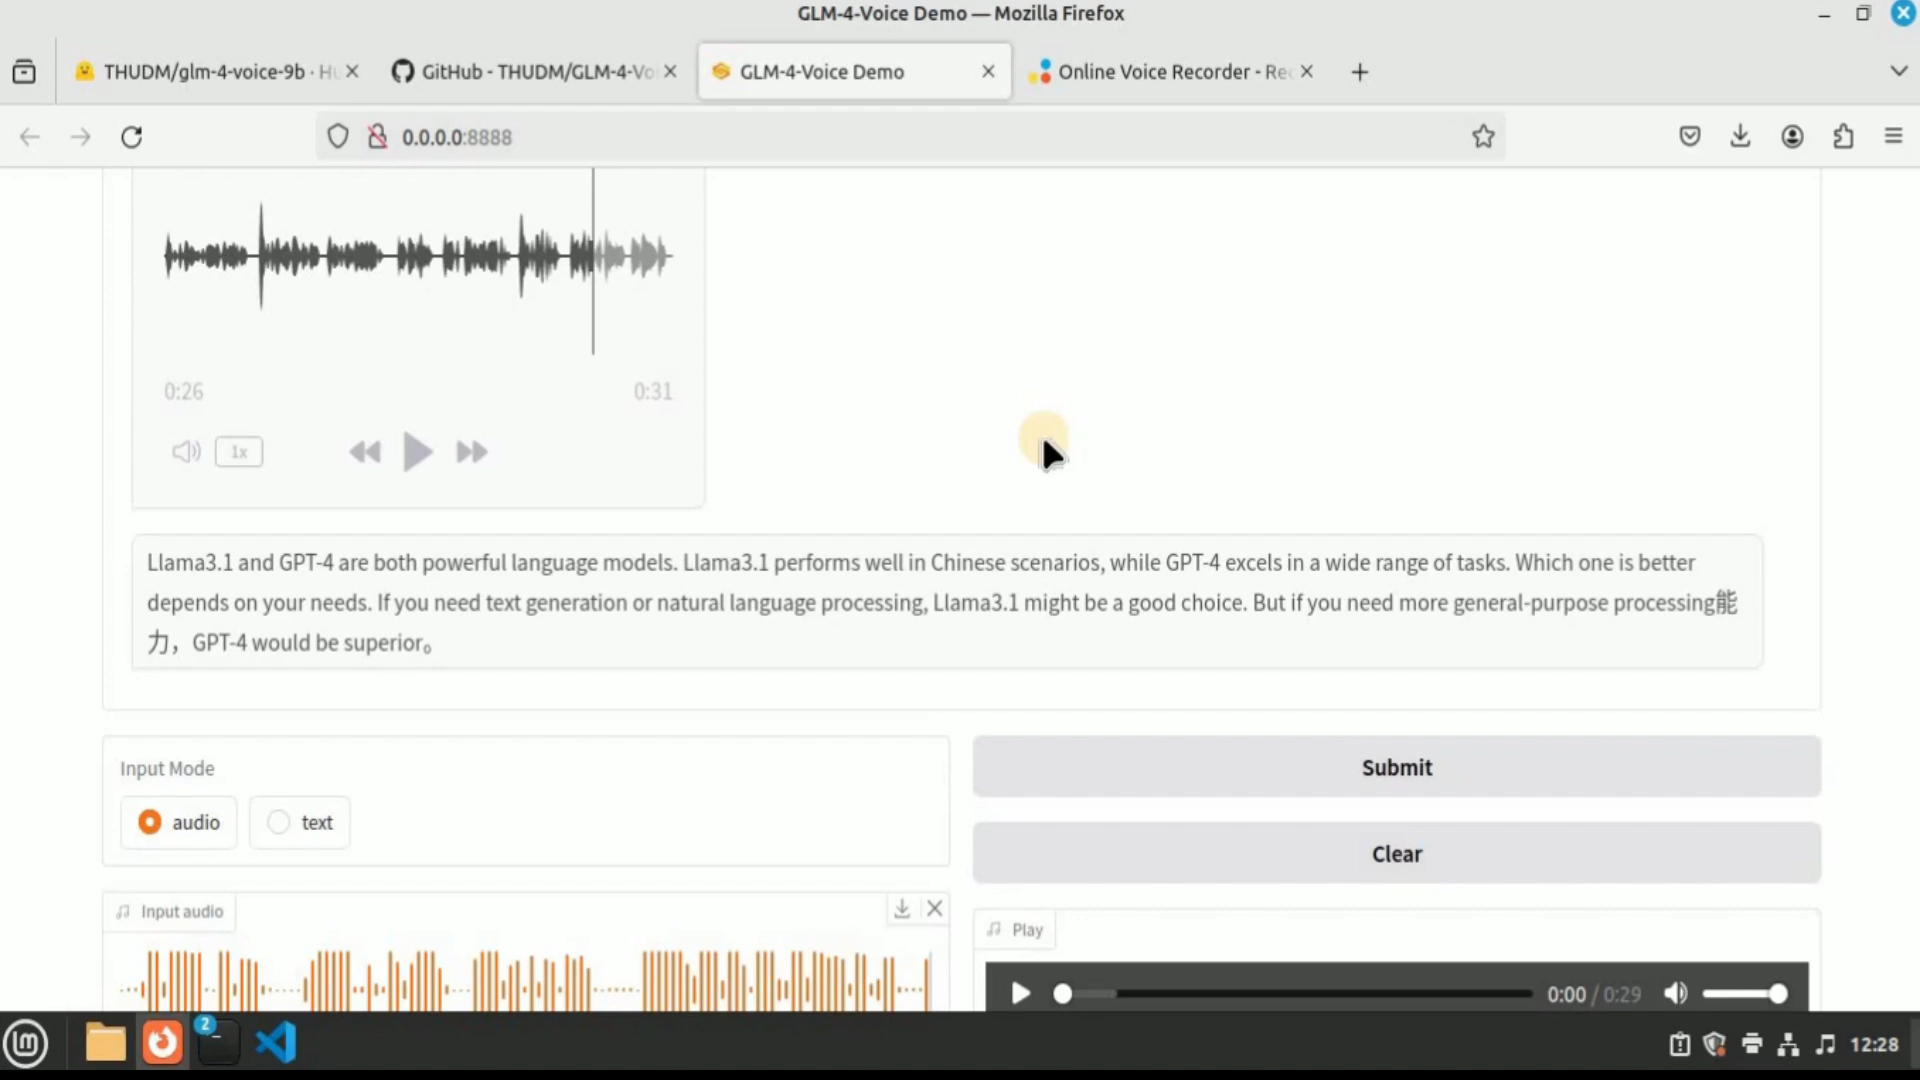 GLM-4-Voice Demo — Mozilla Firefox
THUDM/glm-4-voice-9b · Hu
GitHub - THUDM/GLM-4-Vo
GLM-4-Voice Demo
Online Voice Recorder - Rec
0.0.0.0:8888
0:26
0:31
1x
Llama3.1 and GPT-4 are both powerful language models. Llama3.1 performs well in Chinese scenarios, while GPT-4 excels in a wide range of tasks. Which one is better
depends on your needs. If you need text generation or natural language processing, Llama3.1 might be a good choice. But if you need more general-purpose processing能
力，GPT-4 would be superior。
Input Mode
audio
text
Submit
Clear
Input audio
Play
0:00 / 0:29
2
12:28